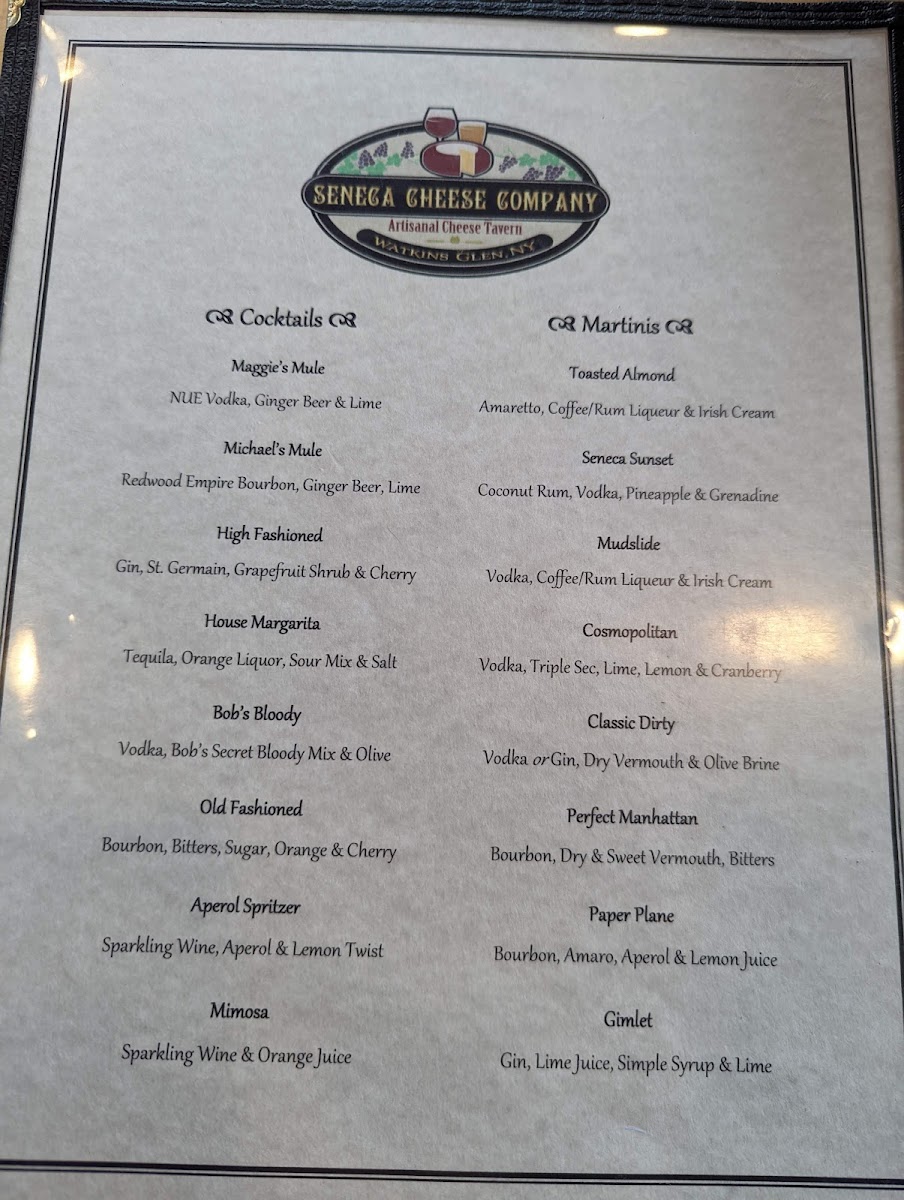 SENECA CHEESE COMPANY
Artisanal Cheese Tavern
WATKINS GLEN, NY
Cocktails
Maggie's Mule
NUE Vodka, Ginger Beer & Lime
Michael's Mule
Redwood Empire Bourbon, Ginger Beer, Lime
High Fashioned
Gin, St. Germain, Grapefruit Shrub & Cherry
House Margarita
Tequila, Orange Liquor, Sour Mix & Salt
Bob's Bloody
Vodka, Bob's Secret Bloody Mix & Olive
Old Fashioned
Bourbon, Bitters, Sugar, Orange & Cherry
Aperol Spritzer
Sparkling Wine, Aperol & Lemon Twist
Mimosa
Sparkling Wine & Orange Juice
Martinis
Toasted Almond
Amaretto, Coffee/Rum Liqueur & Irish Cream
Seneca Sunset
Coconut Rum, Vodka, Pineapple & Grenadine
Mudslide
Vodka, Coffee/Rum Liqueur & Irish Cream
Cosmopolitan
Vodka, Triple Sec, Lime, Lemon & Cranberry
Classic Dirty
Vodka or Gin, Dry Vermouth & Olive Brine
Perfect Manhattan
Bourbon, Dry & Sweet Vermouth, Bitters
Paper Plane
Bourbon, Amaro, Aperol & Lemon Juice
Gimlet
Gin, Lime Juice, Simple Syrup & Lime